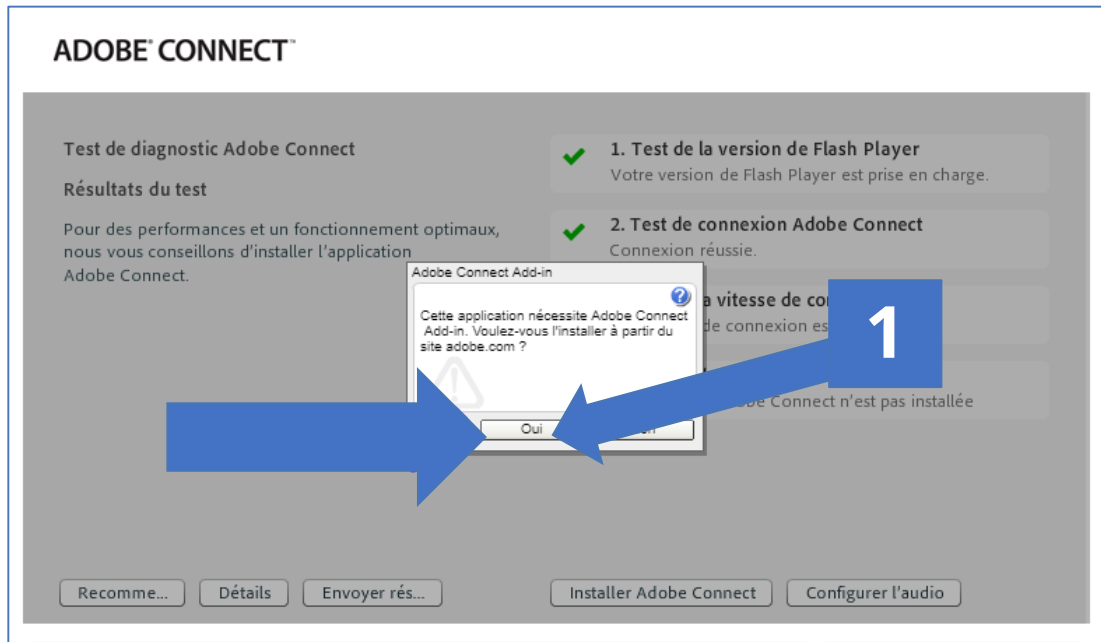 ADOBE® CONNECT™
Test de diagnostic Adobe Connect
Résultats du test
Pour des performances et un fonctionnement optimaux,
nous vous conseillons d'installer l'application
Adobe Connect.
1. Test de la version de Flash Player
Votre version de Flash Player est prise en charge.
2. Test de connexion Adobe Connect
Connexion réussie.
a vitesse de co
de connexion es
Connect n'est pas installée
Adobe Connect Add-in
Cette application nécessite Adobe Connect
Add-in. Voulez-vous l'installer à partir du
site adobe.com ?
Oui
1
Recomme...
Détails
Envoyer rés...
Installer Adobe Connect
Configurer l'audio